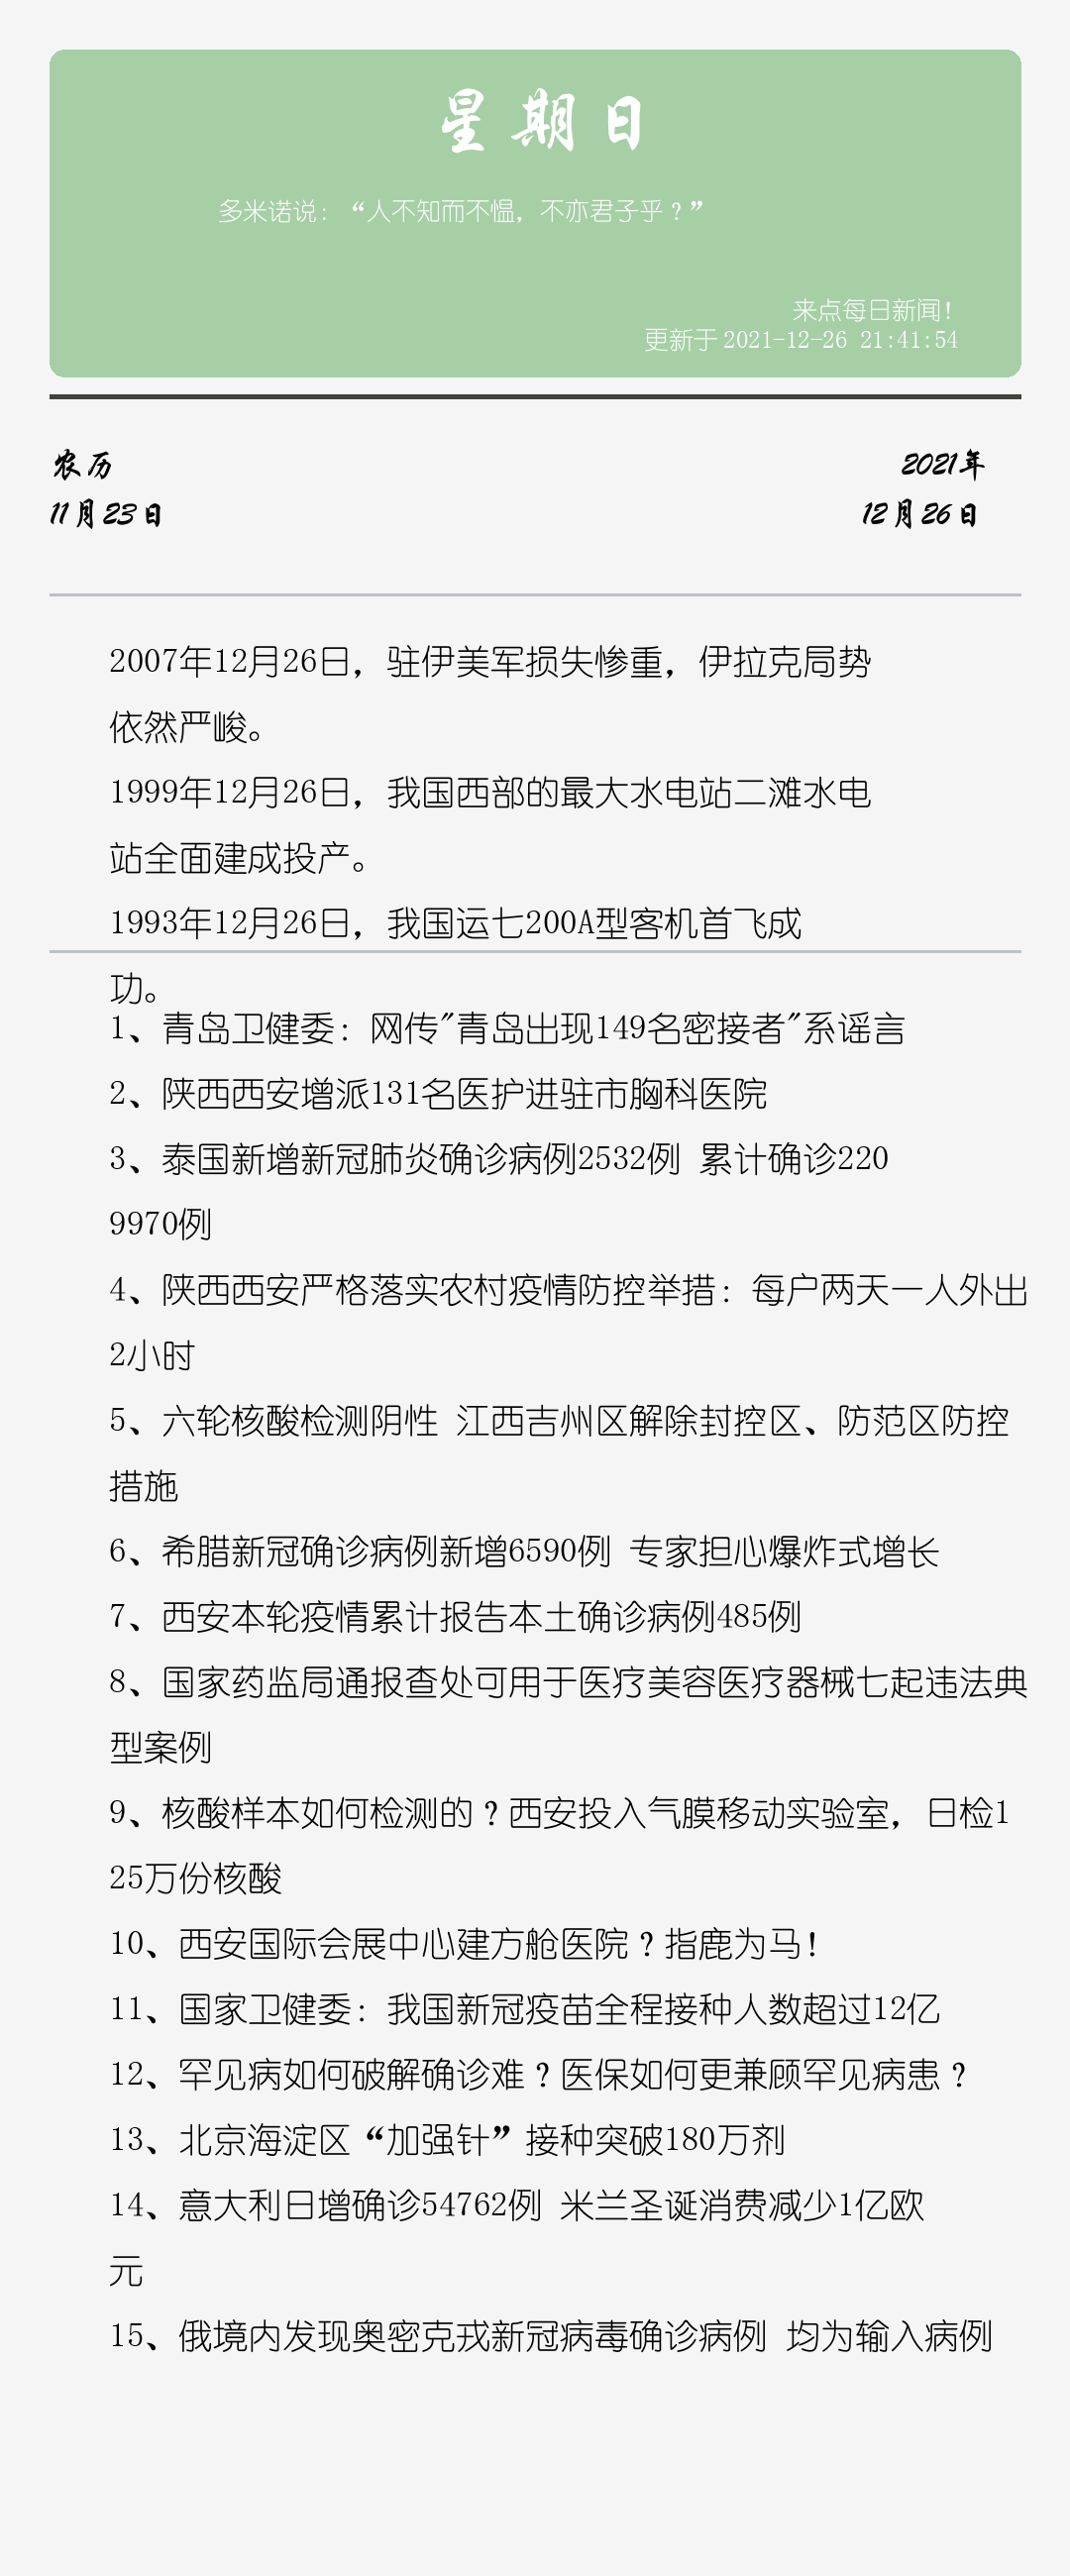 星期日
多米诺说：“人不知而不愠，不亦君子乎？”
来点每日新闻！
更新于 2021-12-26 21:41:54
农历
2021年
11月23日
12月26日
2007年12月26日，驻伊美军损失惨重，伊拉克局势
依然严峻。
1999年12月26日，我国西部的最大水电站二滩水电
站全面建成投产。
1993年12月26日，我国运七200A型客机首飞成
功。
1、青岛卫健委：网传"青岛出现149名密接者"系谣言
2、陕西西安增派131名医护进驻市胸科医院
3、泰国新增新冠肺炎确诊病例2532例 累计确诊220
9970例
4、陕西西安严格落实农村疫情防控举措：每户两天一人外出
2小时
5、六轮核酸检测阴性 江西吉州区解除封控区、防范区防控
措施
6、希腊新冠确诊病例新增6590例 专家担心爆炸式增长
7、西安本轮疫情累计报告本土确诊病例485例
8、国家药监局通报查处可用于医疗美容医疗器械七起违法典
型案例
9、核酸样本如何检测的？西安投入气膜移动实验室，日检1
25万份核酸
10、西安国际会展中心建方舱医院？指鹿为马！
11、国家卫健委：我国新冠疫苗全程接种人数超过12亿
12、罕见病如何破解确诊难？医保如何更兼顾罕见病患？
13、北京海淀区“加强针”接种突破180万剂
14、意大利日增确诊54762例 米兰圣诞消费减少1亿欧
元
15、俄境内发现奥密克戎新冠病毒确诊病例 均为输入病例